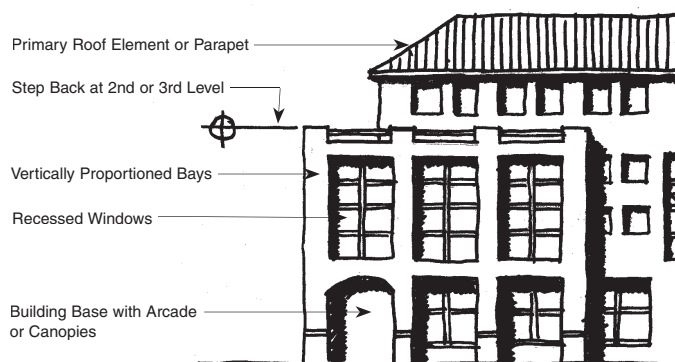 Primary Roof Element or Parapet
Step Back at 2nd or 3rd Level
Vertically Proportioned Bays
Recessed Windows
Building Base with Arcade
or Canopies